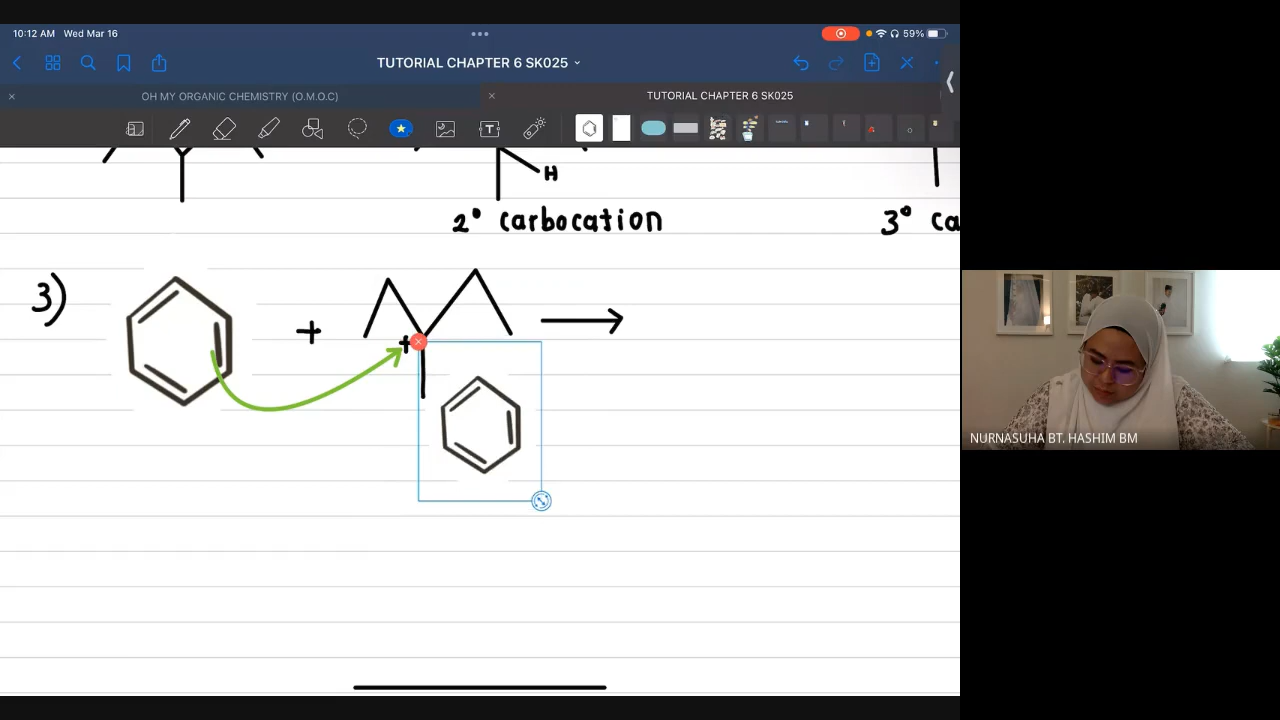 10:12 AM Wed Mar 16
59%
TUTORIAL CHAPTER 6 SK025
OH MY ORGANIC CHEMISTRY (O.M.O.C)
TUTORIAL CHAPTER 6 SK025
H
2° carbocation
3° ca
3)
+
+
NURNASUHA BT. HASHIM BM